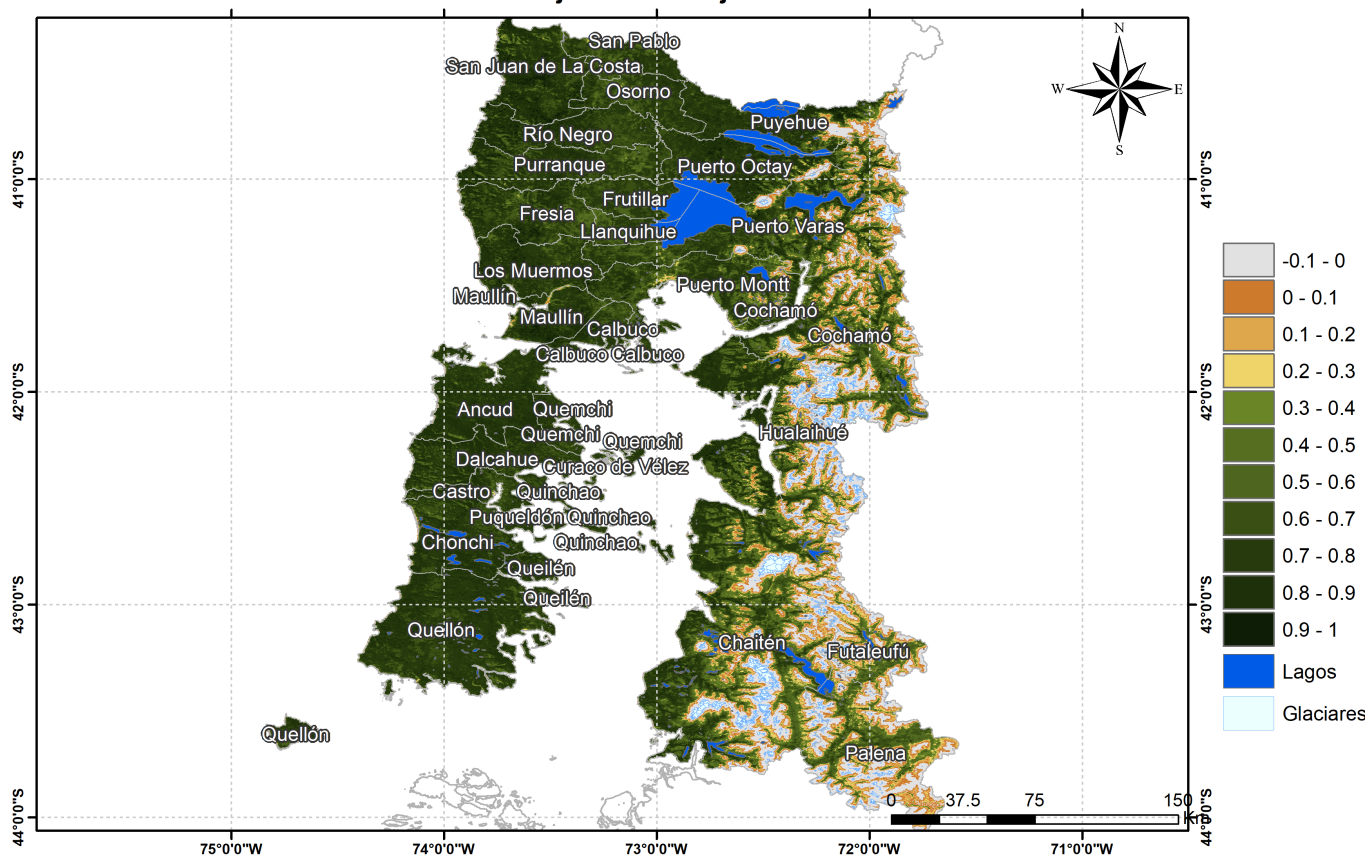 N
W
E
S
San Pablo
San Juan de La Costa
Osorno
Puyehue
Río Negro
Purranque
Puerto Octay
Frutillar
Fresia
Puerto Varas
Llanquihue
Los Muermos
Puerto Montt
Maullín
Cochamó
Maullín
Calbuco
Cochamó
Calbuco Calbuco
Ancud
Quemchi
Quemchi
Hualaihué
Quemchi
Dalcahue
Curaco de Vélez
Castro
Quinchao
Puqueldón Quinchao
Chonchi
Quinchao
Queilén
Queilén
Quellón
Chaitén
Futaleufú
Quellón
Palena
0 37.5 75 150
Km
41°0'0"S
42°0'0"S
43°0'0"S
44°0'0"S
41°0'0"S
42°0'0"S
43°0'0"S
44°0'0"S
75°0'0"W
74°0'0"W
73°0'0"W
72°0'0"W
71°0'0"W
-0.1 - 0
0 - 0.1
0.1 - 0.2
0.2 - 0.3
0.3 - 0.4
0.4 - 0.5
0.5 - 0.6
0.6 - 0.7
0.7 - 0.8
0.8 - 0.9
0.9 - 1
Lagos
Glaciares